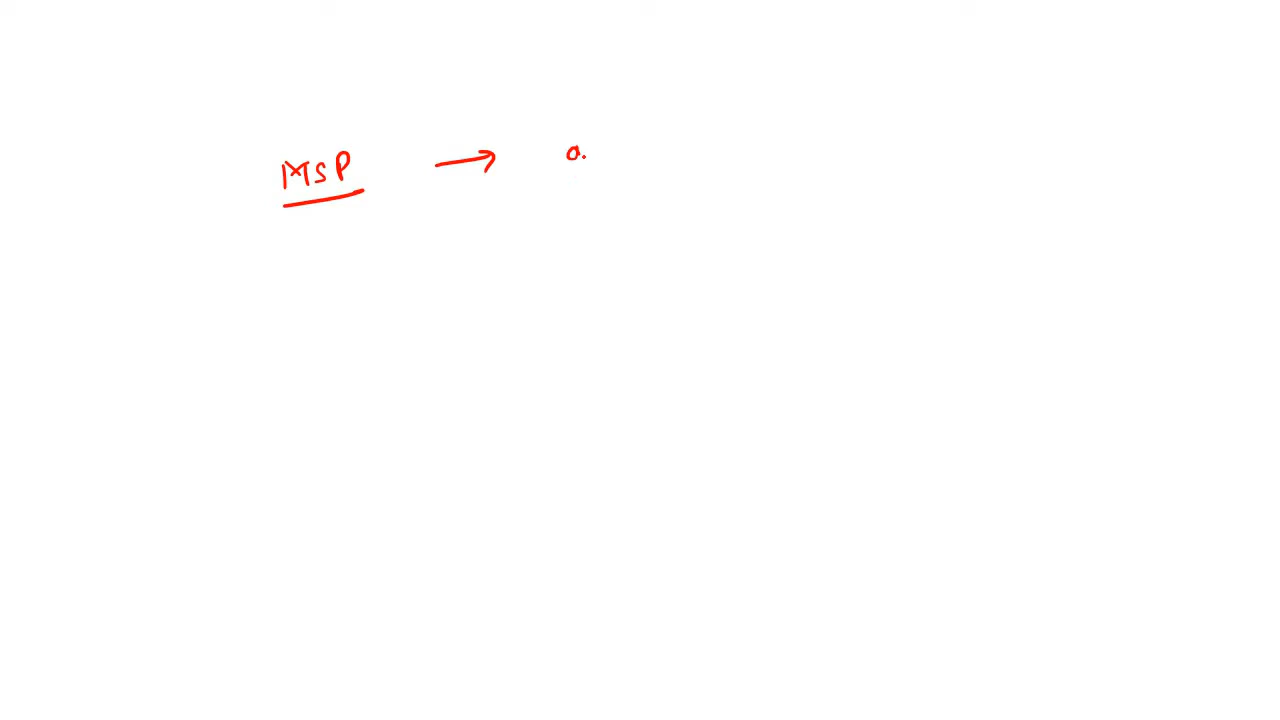 MSP → a.